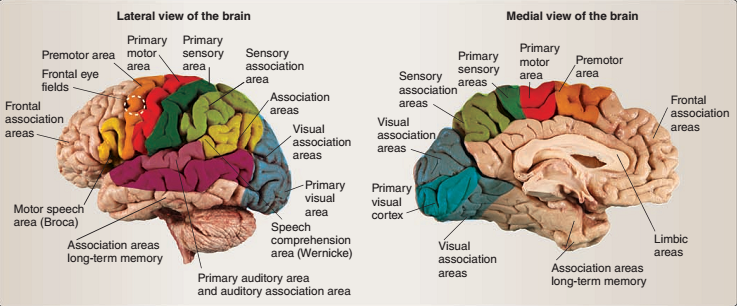 Lateral view of the brain
Primary
motor
area
Primary
sensory
area
Premotor area
Frontal eye
fields
Frontal
association
areas
Sensory
association
area
Association
areas
Visual
association
areas
Primary
visual
area
Speech
comprehension
area (Wernicke)
Motor speech
area (Broca)
Association areas
long-term memory
Primary auditory area
and auditory association area
Medial view of the brain
Primary
motor
area
Primary
sensory
areas
Premotor
area
Sensory
association
areas
Frontal
association
areas
Visual
association
areas
Primary
visual
cortex
Visual
association
areas
Association areas
long-term memory
Limbic
areas